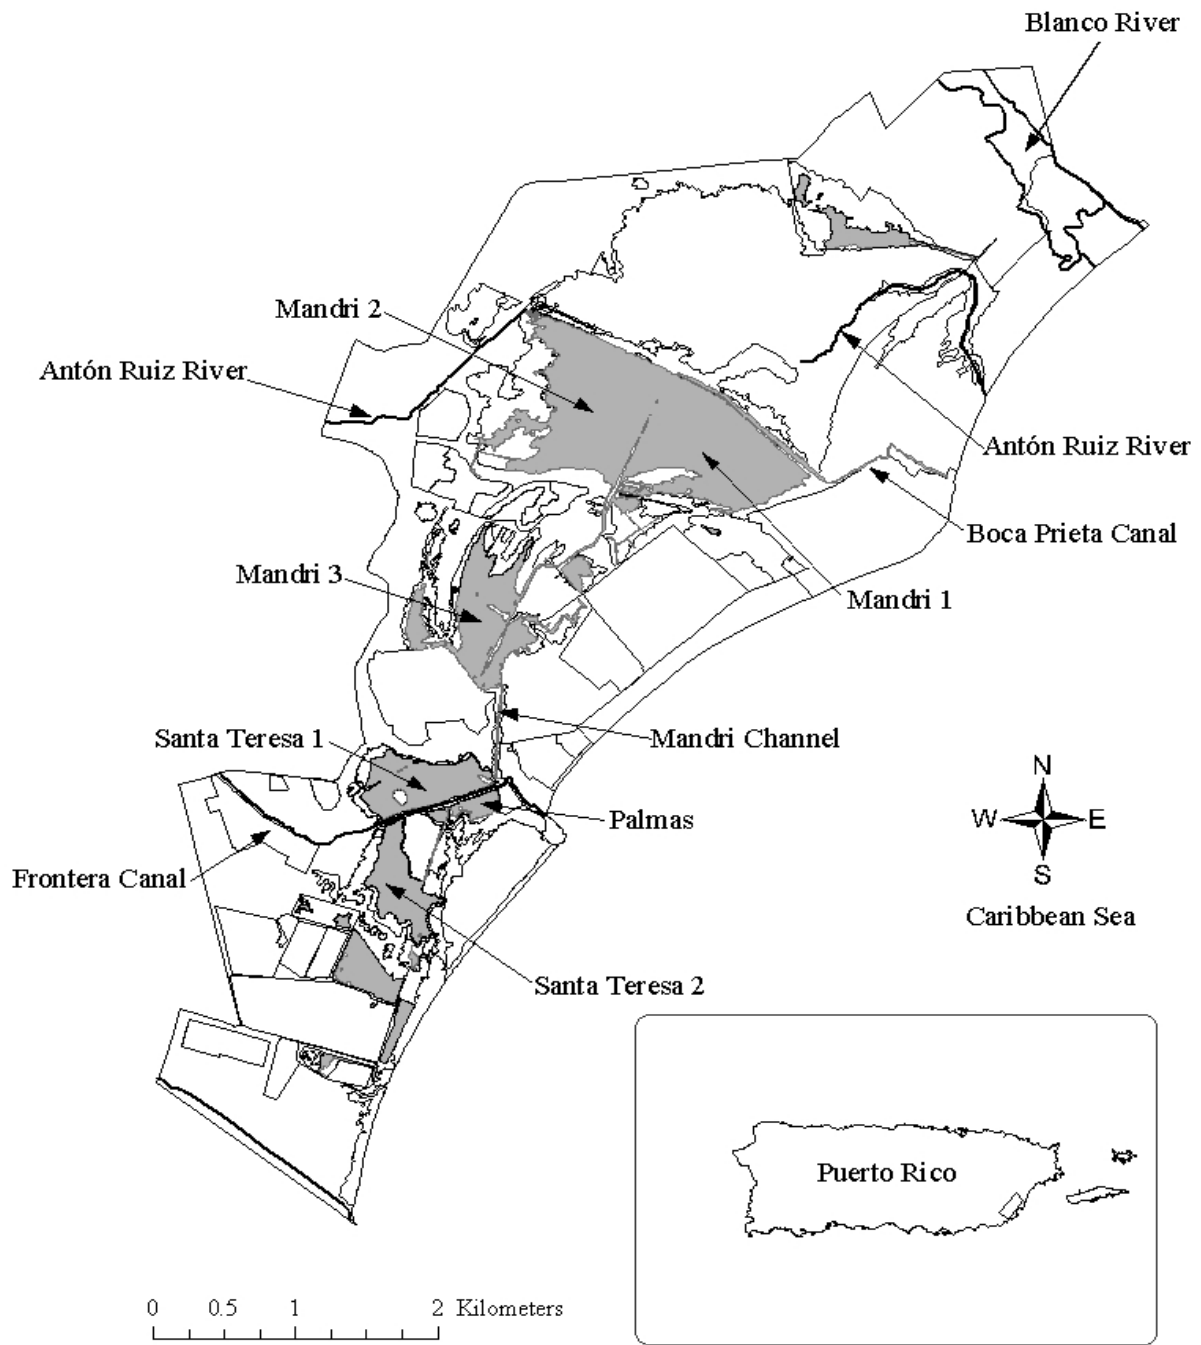 Blanco River
Mandri 2
Antón Ruiz River
Antón Ruiz River
Boca Prieta Canal
Mandri 3
Mandri 1
Santa Teresa 1
Mandri Channel
N
W E
S
Palmas
Frontera Canal
Caribbean Sea
Santa Teresa 2
Puerto Rico
0 0.5 1 2 Kilometers